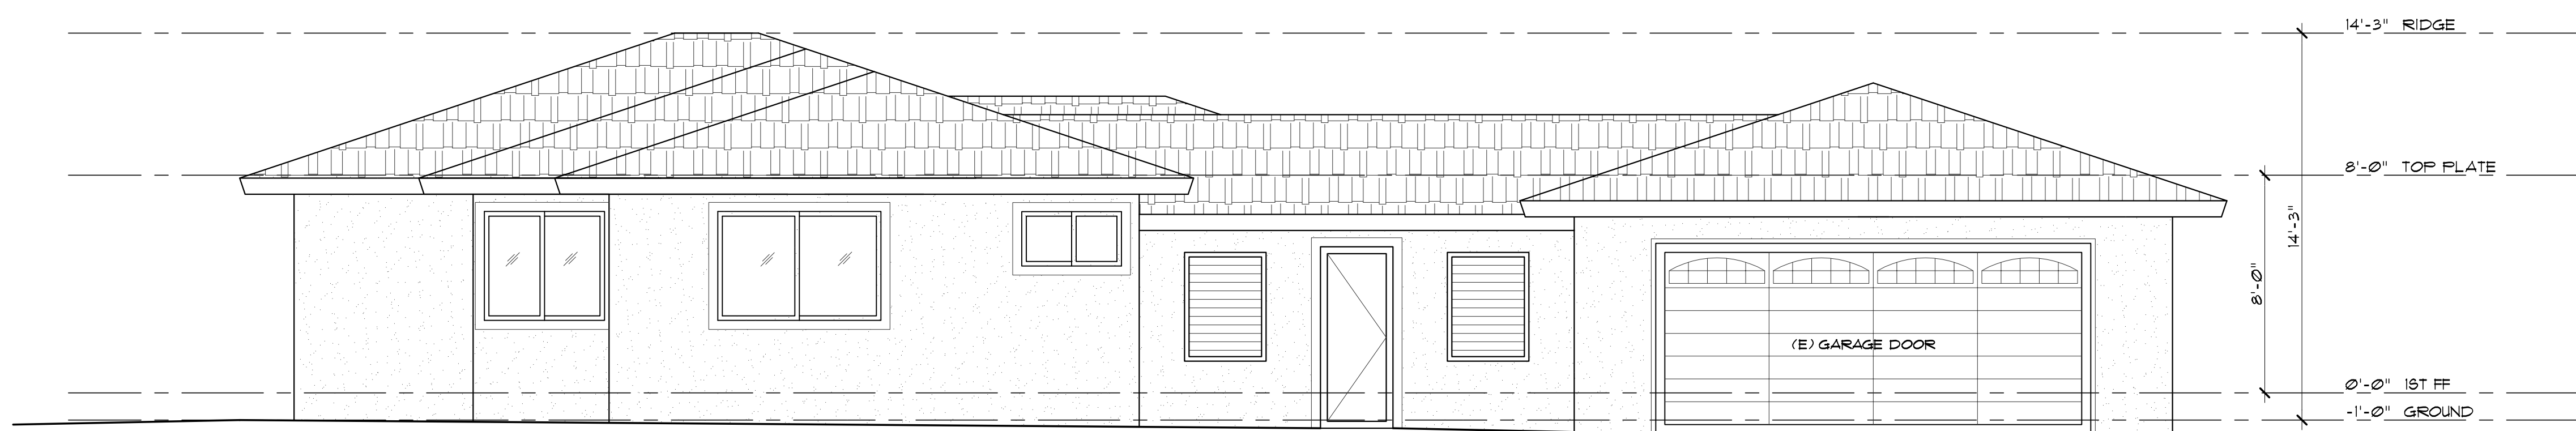 14'-3" RIDGE
8'-0" TOP PLATE
14'-3"
8'-0"
(E) GARAGE DOOR
0'-0" 1ST FF
-1'-0" GROUND